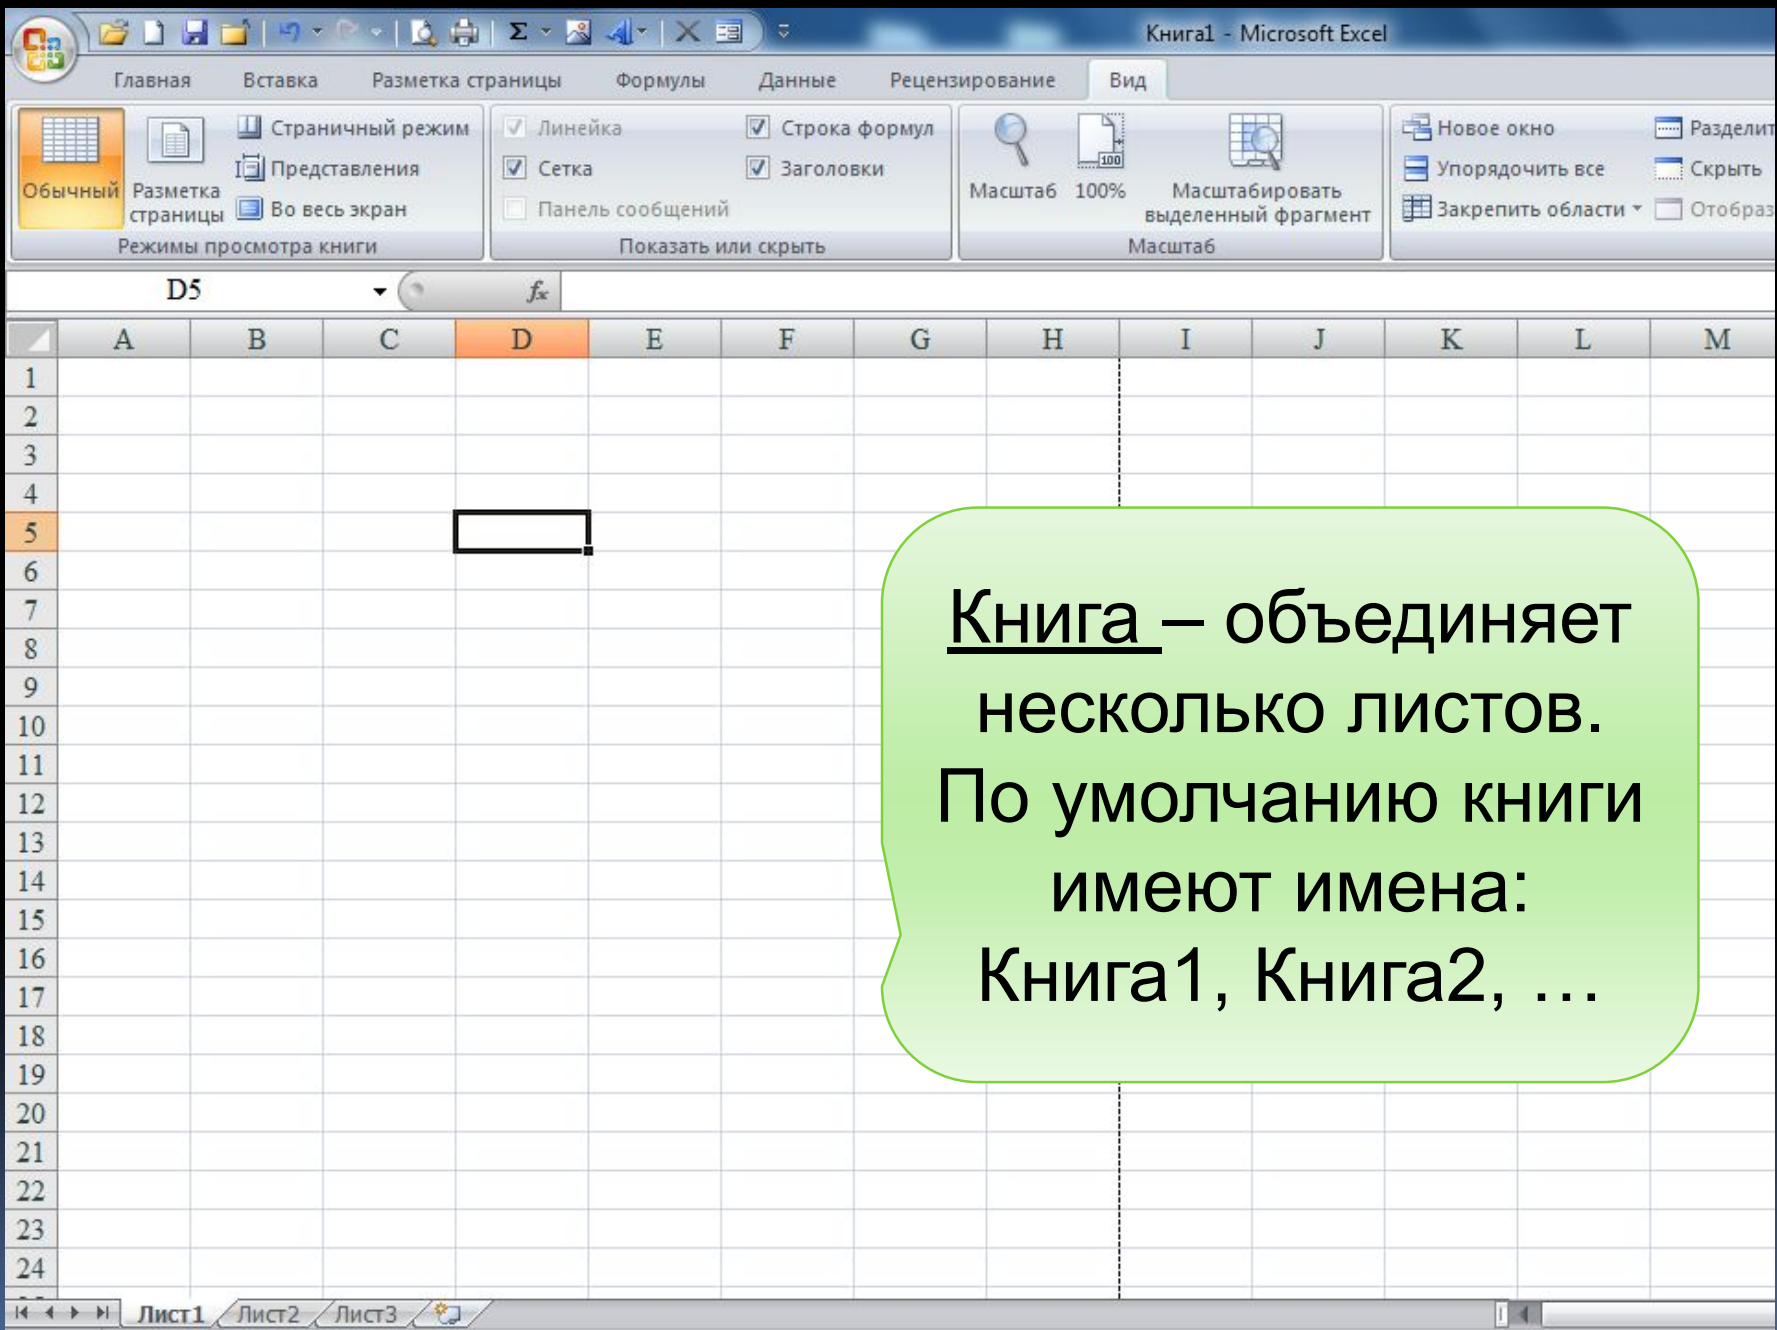 Книга1 - Microsoft Excel
Главная Вставка Разметка страницы Формулы Данные Рецензирование Вид
Обычный
Разметка страницы
Страничный режим
Представления
Во весь экран
Режимы просмотра книги
Линейка
Сетка
Панель сообщений
Строка формул
Заголовки
Показать или скрыть
Масштаб
100%
Масштабировать
выделенный фрагмент
Масштаб
Новое окно
Упорядочить все
Закрепить области
Разделит
Скрыть
Отобраз
D5 fx
A B C D E F G H I J K L M
1
2
3
4
5
6
7
8
9
10
11
12
13
14
15
16
17
18
19
20
21
22
23
24
Книга – объединяет
несколько листов.
По умолчанию книги
имеют имена:
Книга1, Книга2, …
Лист1 Лист2 Лист3